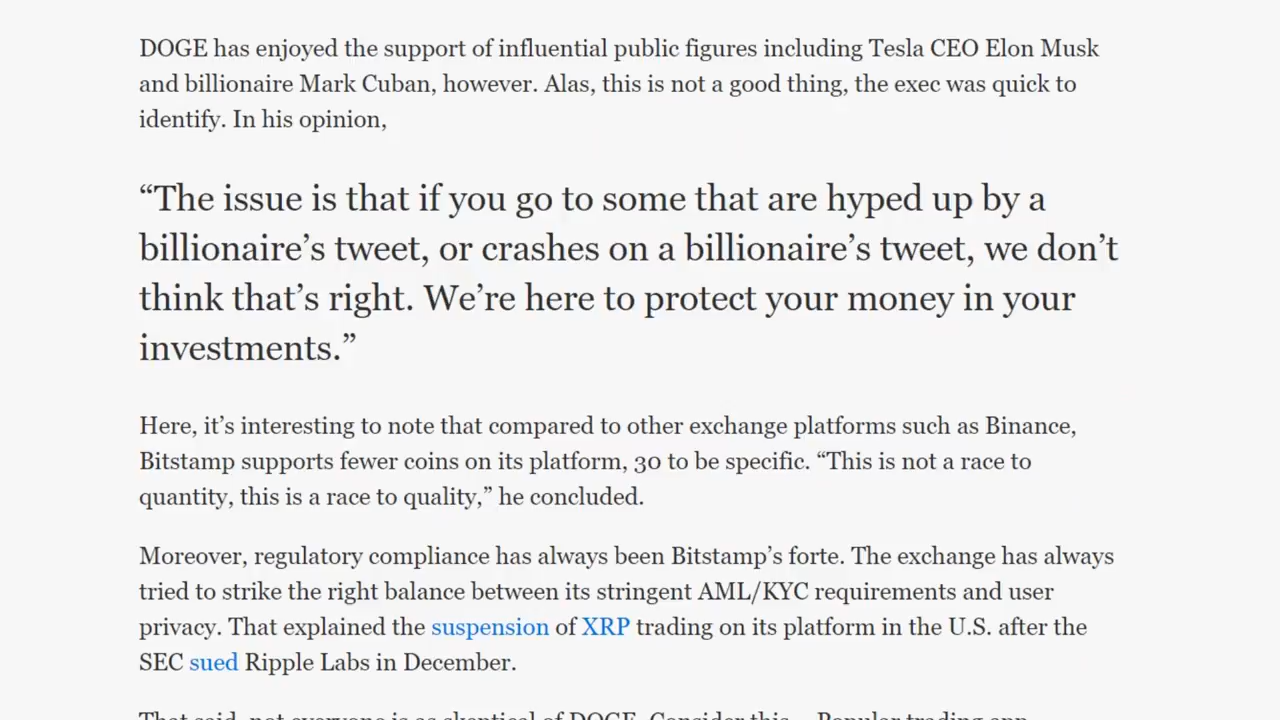 DOGE has enjoyed the support of influential public figures including Tesla CEO Elon Musk
and billionaire Mark Cuban, however. Alas, this is not a good thing, the exec was quick to
identify. In his opinion,
“The issue is that if you go to some that are hyped up by a
billionaire’s tweet, or crashes on a billionaire’s tweet, we don’t
think that’s right. We’re here to protect your money in your
investments.”
Here, it’s interesting to note that compared to other exchange platforms such as Binance,
Bitstamp supports fewer coins on its platform, 30 to be specific. “This is not a race to
quantity, this is a race to quality,” he concluded.
Moreover, regulatory compliance has always been Bitstamp’s forte. The exchange has always
tried to strike the right balance between its stringent AML/KYC requirements and user
privacy. That explained the suspension of XRP trading on its platform in the U.S. after the
SEC sued Ripple Labs in December.
That said, not everyone is as skeptical of DOGE. Consider this – Popular trading app